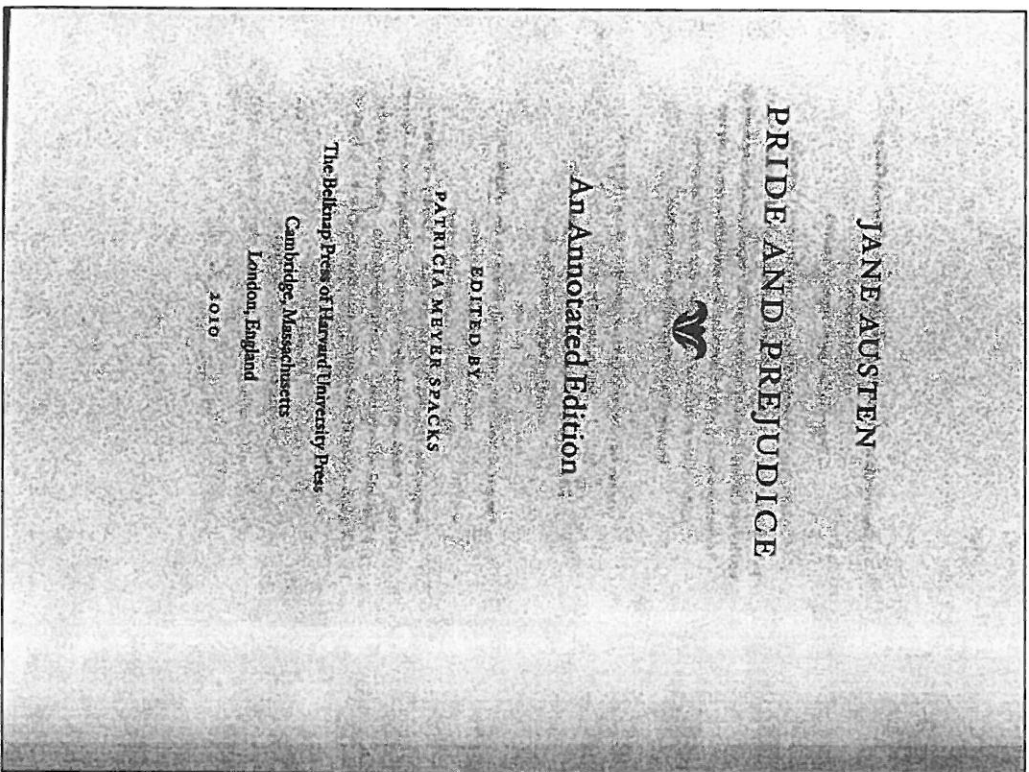 JANE AUSTEN
PRIDE AND PREJUDICE
An Annotated Edition
EDITED BY
PATRICIA MEYER SPACKS
The Belknap Press of Harvard University Press
Cambridge, Massachusetts
London, England
2010